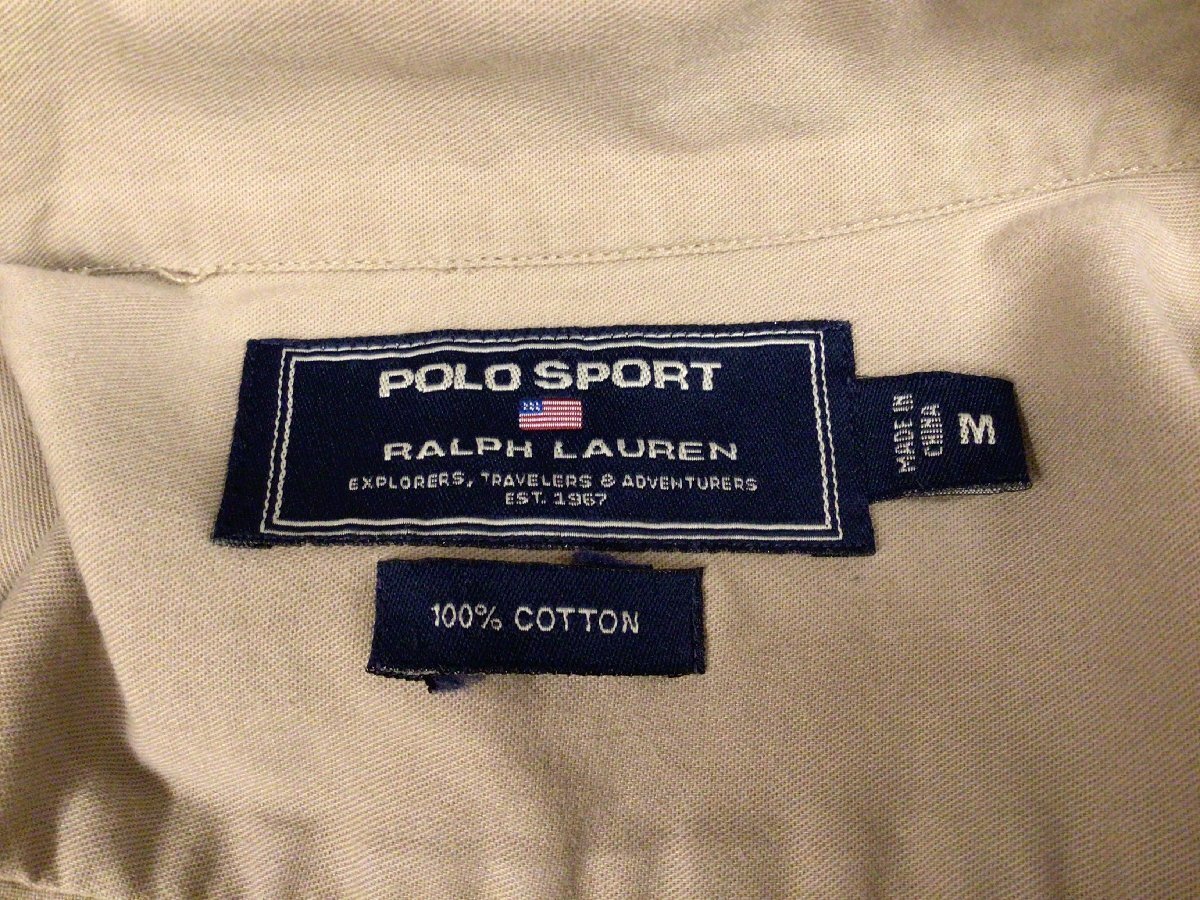 POLO SPORT
RALPH LAUREN
EXPLORERS, TRAVELERS & ADVENTURERS
EST. 1967
MADE IN
CHINA
M
100% COTTON